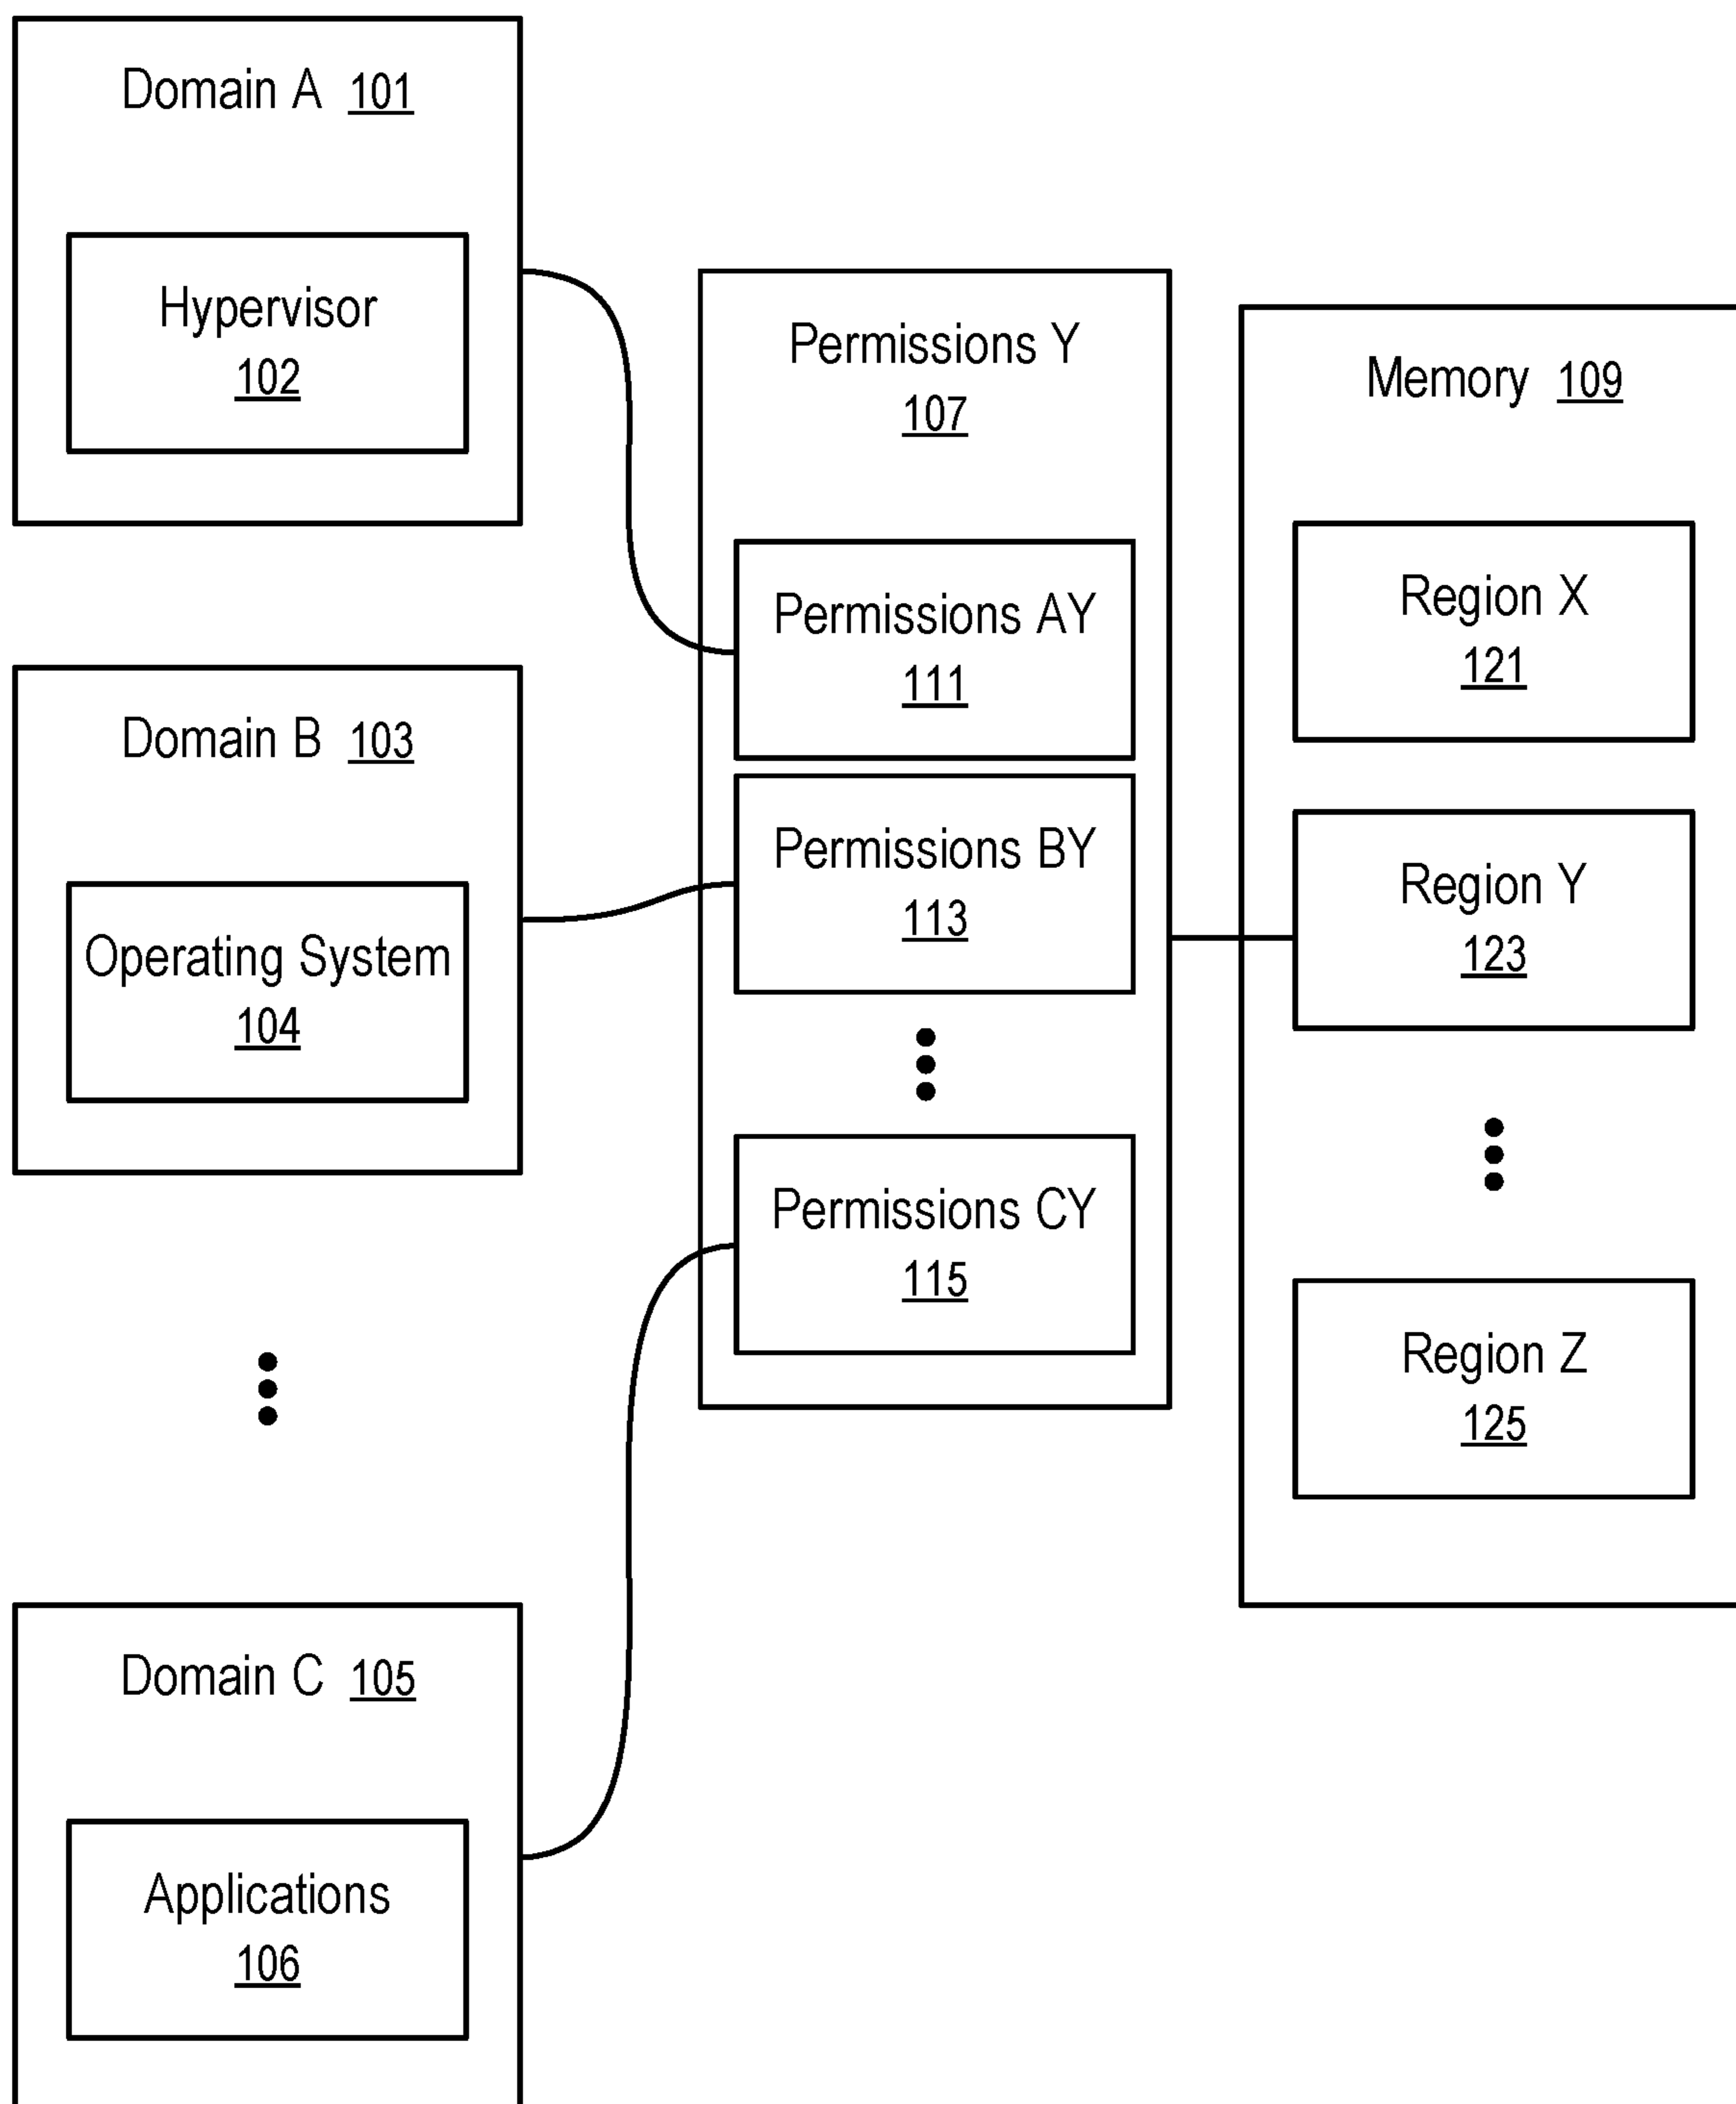 Domain A 101
Hypervisor
102
Domain B 103
Operating System
104
Domain C 105
Applications
106
Permissions Y
107
Permissions AY
111
Permissions BY
113
Permissions CY
115
Memory 109
Region X
121
Region Y
123
Region Z
125